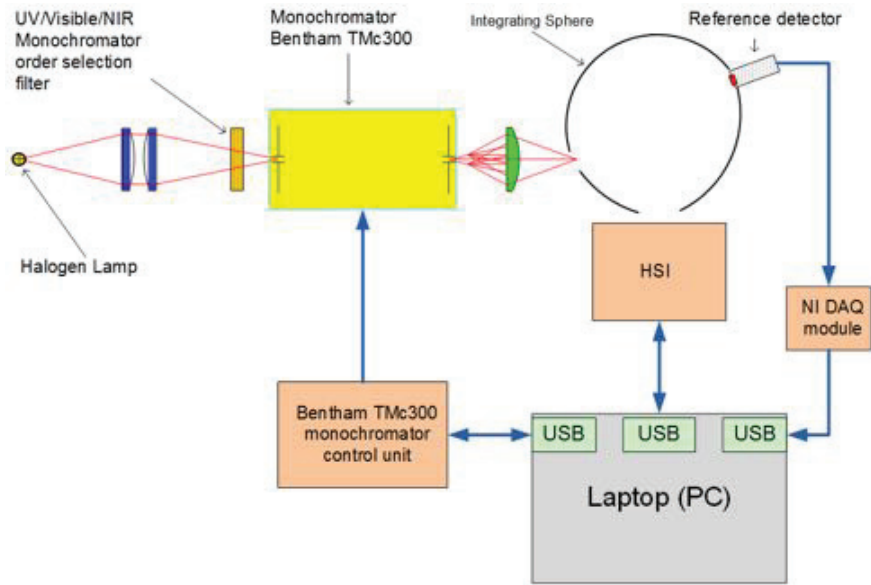 UV/Visible/NIR
Monochromator
order selection
filter
Monochromator
Bentham TMc300
Integrating Sphere
Reference detector
Halogen Lamp
HSI
NI DAQ
module
Bentham TMc300
monochromator
control unit
USB
USB
USB
Laptop (PC)